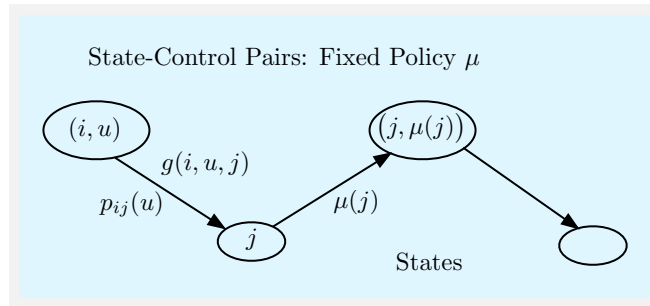 State-Control Pairs: Fixed Policy μ
(i, u)
(j, μ(j))
g(i, u, j)
p_{ij}(u)
μ(j)
j
States